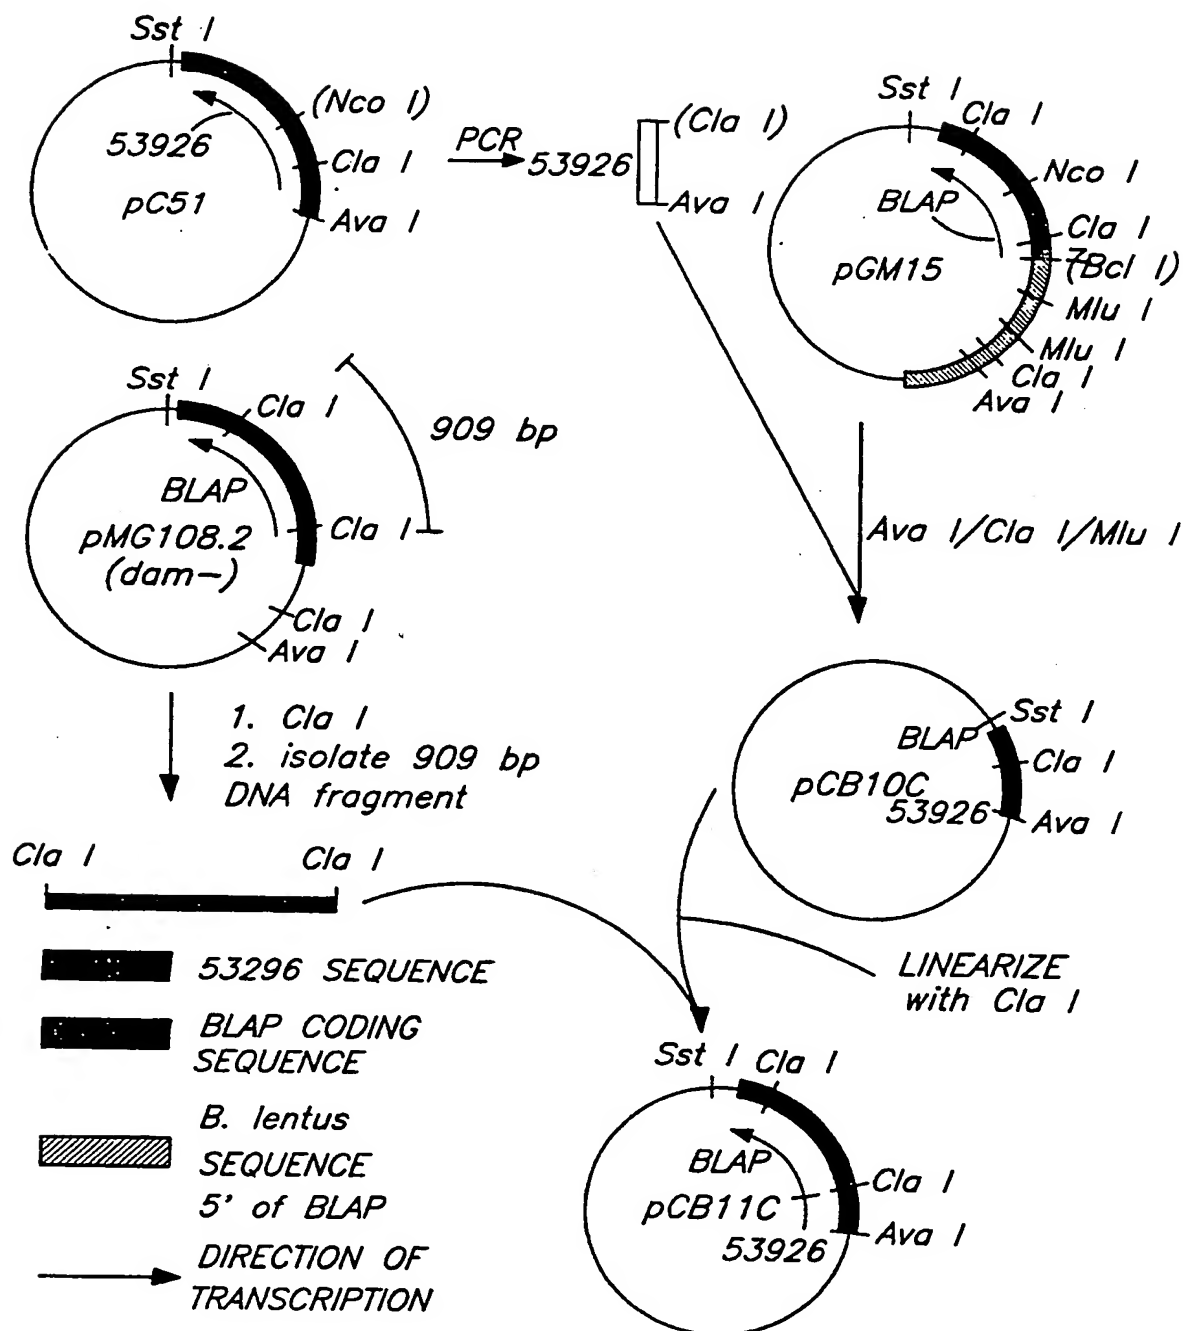 Sst I
(Nco I)
53926
Cla I
pC51
Ava I
PCR
53926
(Cla I)
Ava I
Sst I
Cla I
Nco I
BLAP
Cla I
pGM15
(Bcl I)
Mlu I
Mlu I
Cla I
Ava I
Sst I
Cla I
909 bp
BLAP
pMG108.2
(dam-)
Cla I
Cla I
Ava I
Ava I/Cla I/Mlu I
1. Cla I
2. isolate 909 bp
DNA fragment
Sst I
BLAP
Cla I
pCB10C
53926
Ava I
Cla I
Cla I
LINEARIZE
with Cla I
53296 SEQUENCE
BLAP CODING
SEQUENCE
B. lentus
SEQUENCE
5' of BLAP
DIRECTION OF
TRANSCRIPTION
Sst I
Cla I
BLAP
Cla I
pCB11C
53926
Ava I